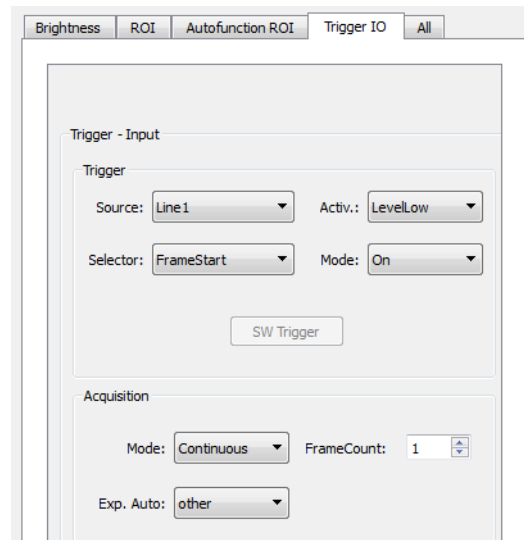 Brightness ROI Autofunction ROI Trigger IO All
Trigger - Input
Trigger
Source: Line1 Activ.: LevelLow
Selector: FrameStart Mode: On
SW Trigger
Acquisition
Mode: Continuous FrameCount: 1
Exp. Auto: other